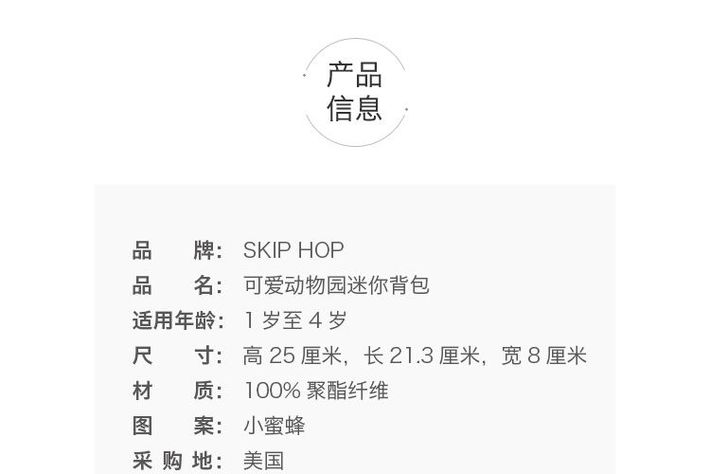 产品
信息
品 牌： SKIP HOP
品 名： 可爱动物园迷你背包
适用年龄： 1 岁至 4 岁
尺 寸： 高 25 厘米，长 21.3 厘米，宽 8 厘米
材 质： 100% 聚酯纤维
图 案： 小蜜蜂
采 购 地： 美国